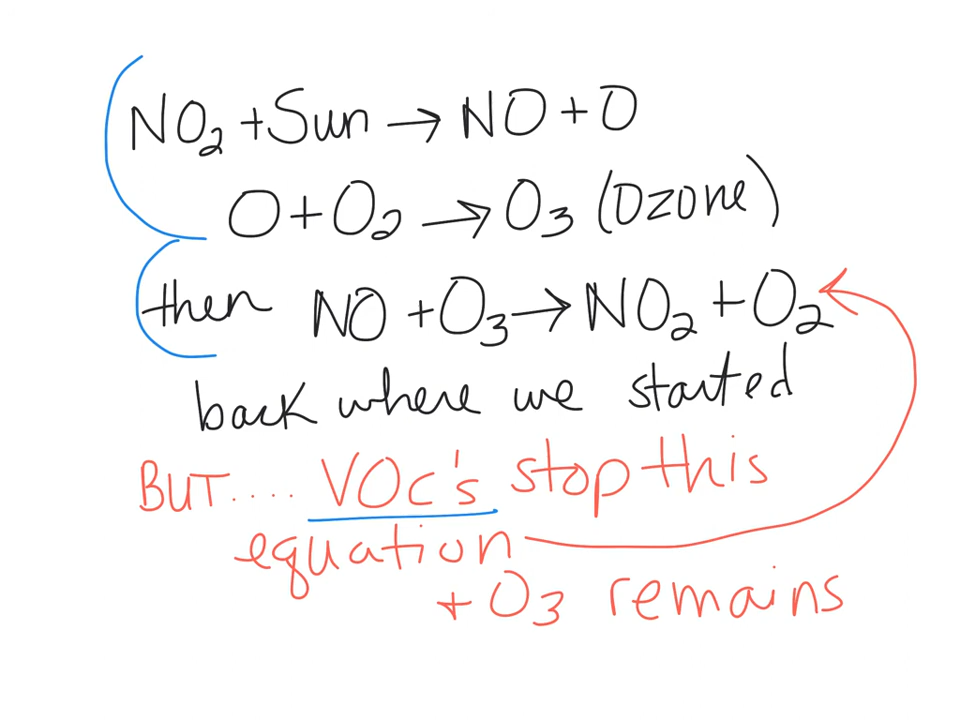 NO₂ + Sun → NO + O
O + O₂ → O₃ (Ozone)
then NO + O₃ → NO₂ + O₂
back where we started
BUT.... VOC's stop this
equation
+ O₃ remains